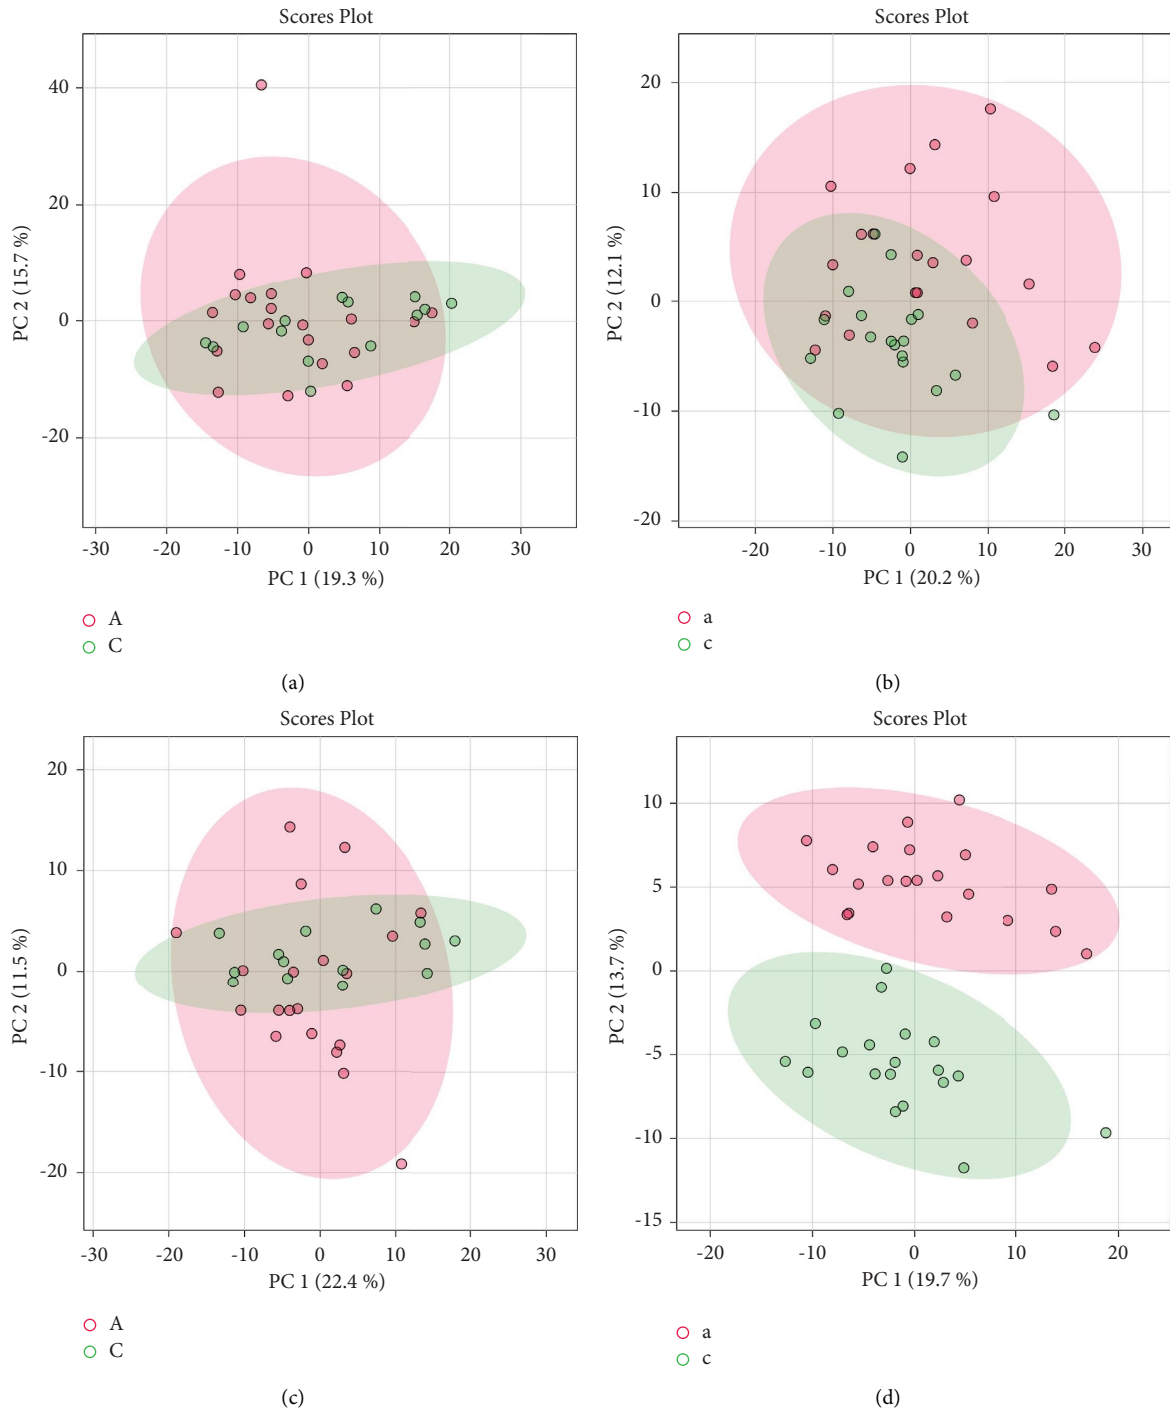 Scores Plot
40
20
0
-20
PC 2 (15.7 %)
-30 -20 -10 0 10 20 30
PC 1 (19.3 %)
A
C
(a)
Scores Plot
20
10
0
-10
-20
PC 2 (12.1 %)
-20 -10 0 10 20 30
PC 1 (20.2 %)
a
c
(b)
Scores Plot
20
10
0
-10
-20
PC 2 (11.5 %)
-30 -20 -10 0 10 20 30
PC 1 (22.4 %)
A
C
(c)
Scores Plot
10
5
0
-5
-10
-15
PC 2 (13.7 %)
-20 -10 0 10 20
PC 1 (19.7 %)
a
c
(d)